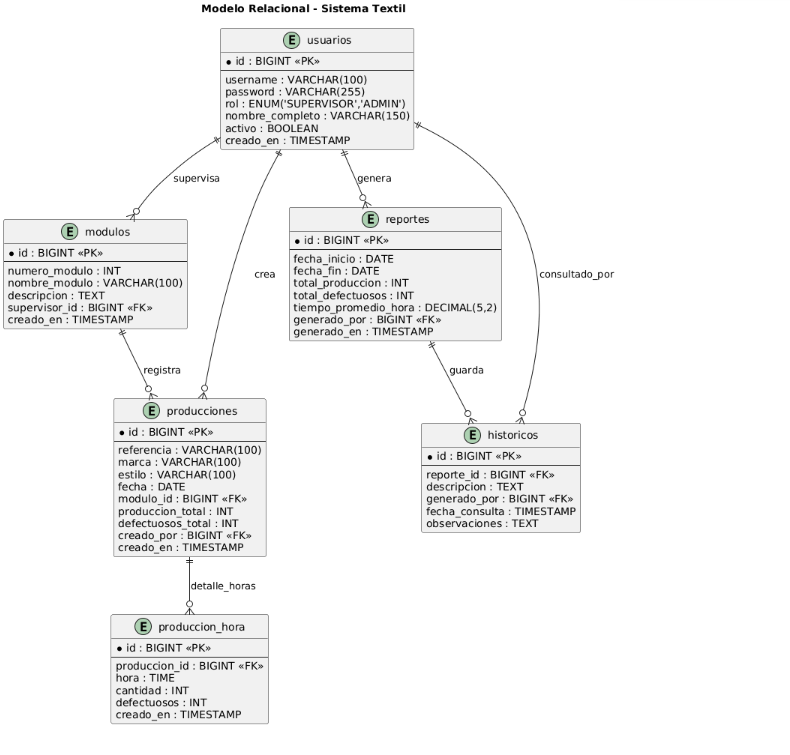 Modelo Relacional - Sistema Textil
E usuarios
id : BIGINT «PK»
username : VARCHAR(100)
password : VARCHAR(255)
rol : ENUM('SUPERVISOR','ADMIN')
nombre_completo : VARCHAR(150)
activo : BOOLEAN
creado_en : TIMESTAMP
supervisa
genera
E modulos
id : BIGINT «PK»
numero_modulo : INT
nombre_modulo : VARCHAR(100)
descripcion : TEXT
supervisor_id : BIGINT «FK»
creado_en : TIMESTAMP
crea
E reportes
id : BIGINT «PK»
fecha_inicio : DATE
fecha_fin : DATE
total_produccion : INT
total_defectuosos : INT
tiempo_promedio_hora : DECIMAL(5,2)
generado_por : BIGINT «FK»
generado_en : TIMESTAMP
consultado_por
registra
guarda
E producciones
id : BIGINT «PK»
referencia : VARCHAR(100)
marca : VARCHAR(100)
estilo : VARCHAR(100)
fecha : DATE
modulo_id : BIGINT «FK»
produccion_total : INT
defectuosos_total : INT
creado_por : BIGINT «FK»
creado_en : TIMESTAMP
E historicos
id : BIGINT «PK»
reporte_id : BIGINT «FK»
descripcion : TEXT
generado_por : BIGINT «FK»
fecha_consulta : TIMESTAMP
observaciones : TEXT
detalle_horas
E produccion_hora
id : BIGINT «PK»
produccion_id : BIGINT «FK»
hora : TIME
cantidad : INT
defectuosos : INT
creado_en : TIMESTAMP